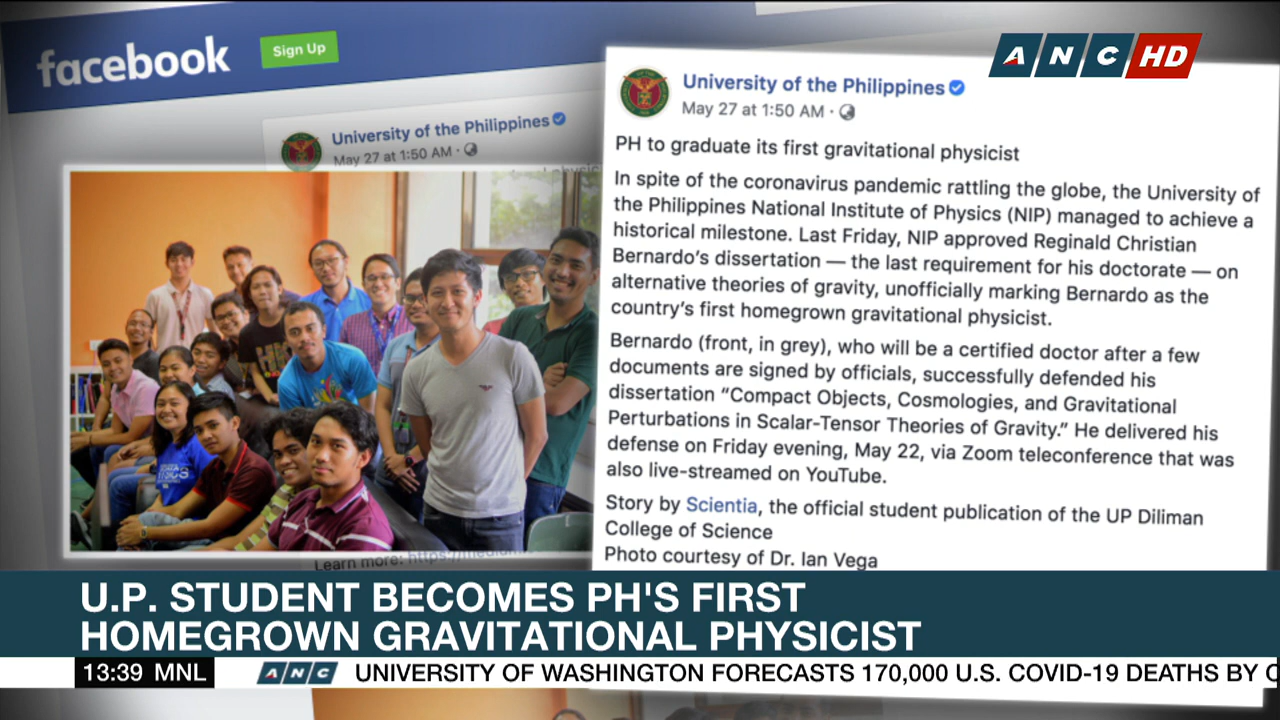 facebook
Sign Up
ANC HD
University of the Philippines
May 27 at 1:50 AM ·
University of the Philippines
May 27 at 1:50 AM ·
PH to graduate its first gravitational physicist
In spite of the coronavirus pandemic rattling the globe, the University of
the Philippines National Institute of Physics (NIP) managed to achieve a
historical milestone. Last Friday, NIP approved Reginald Christian
Bernardo's dissertation — the last requirement for his doctorate — on
alternative theories of gravity, unofficially marking Bernardo as the
country's first homegrown gravitational physicist.
Bernardo (front, in grey), who will be a certified doctor after a few
documents are signed by officials, successfully defended his
dissertation “Compact Objects, Cosmologies, and Gravitational
Perturbations in Scalar-Tensor Theories of Gravity.” He delivered his
defense on Friday evening, May 22, via Zoom teleconference that was
also live-streamed on YouTube.
Story by Scientia, the official student publication of the UP Diliman
College of Science
Photo courtesy of Dr. Ian Vega
Learn more:
U.P. STUDENT BECOMES PH'S FIRST
HOMEGROWN GRAVITATIONAL PHYSICIST
13:39 MNL
ANC
UNIVERSITY OF WASHINGTON FORECASTS 170,000 U.S. COVID-19 DEATHS BY